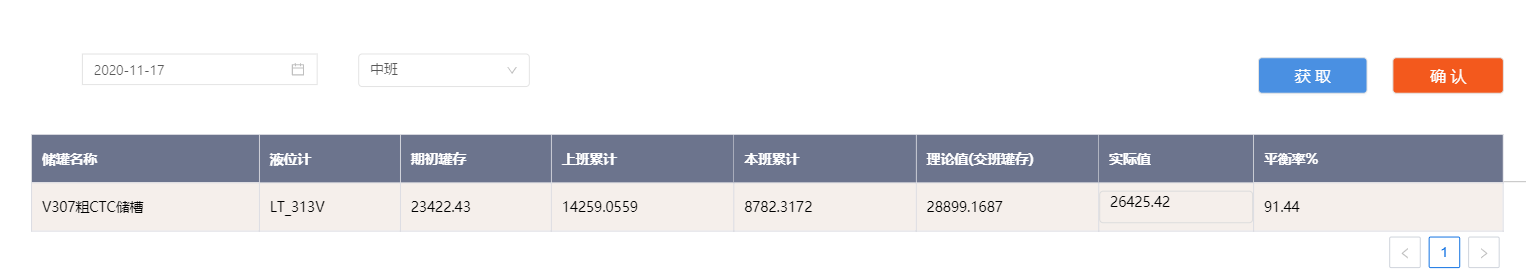 2020-11-17 中班 获取 确认
储罐名称 液位计 期初罐存 上班累计 本班累计 理论值(交班罐存) 实际值 平衡率%
V307粗CTC储槽 LT_313V 23422.43 14259.0559 8782.3172 28899.1687 26425.42 91.44
< 1 >